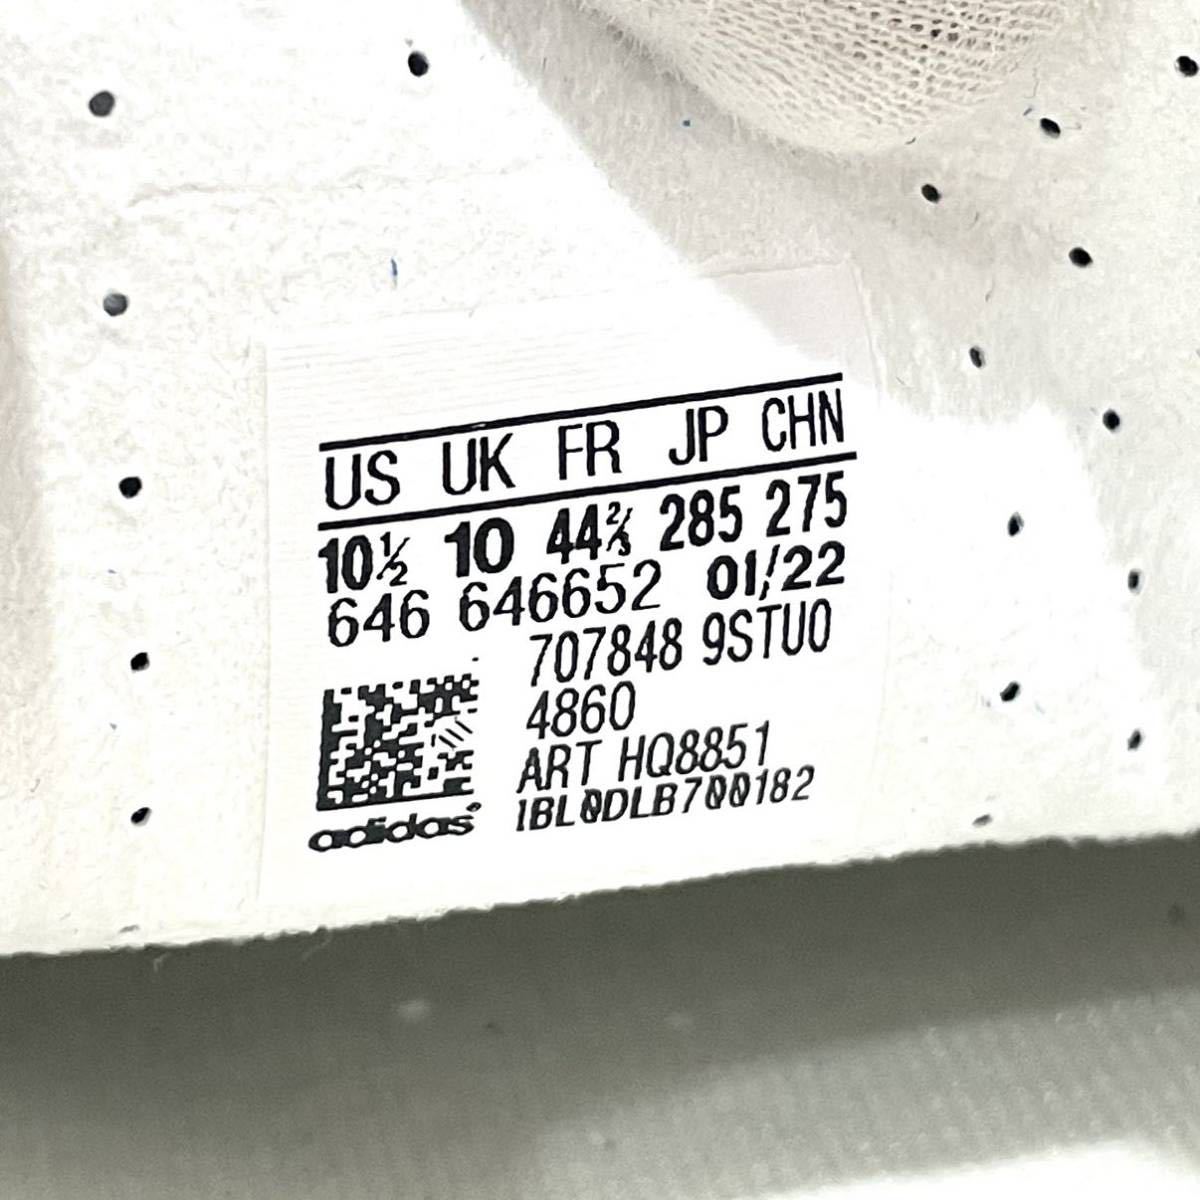 US UK FR JP CHN
10½ 10 44⅔ 285 275
646 646652 01/22
707848 9STU0
4860
ART HQ8851
adidas® 1BL0DLB700182